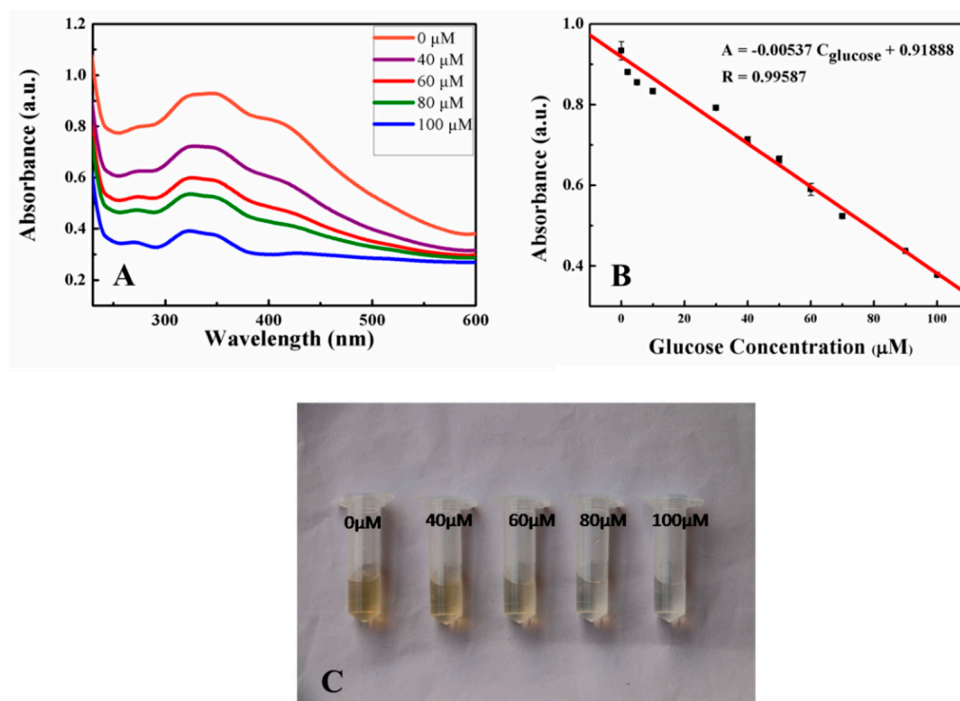 1.2
1.0
0.8
0.6
0.4
0.2
Absorbance (a.u.)
0 μM
40 μM
60 μM
80 μM
100 μM
A
300
400
500
600
Wavelength (nm)
1.0
0.8
0.6
0.4
Absorbance (a.u.)
A = -0.00537 C glucose + 0.91888
R = 0.99587
B
0
20
40
60
80
100
Glucose Concentration (μM)
0μM
40μM
60μM
80μM
100μM
C